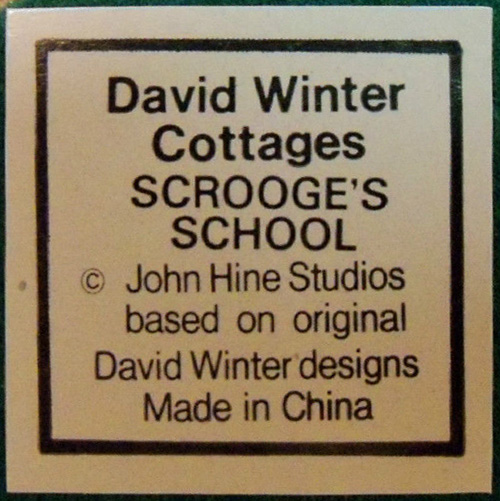 David Winter
Cottages
SCROOGE'S
SCHOOL
© John Hine Studios
based on original
David Winter designs
Made in China